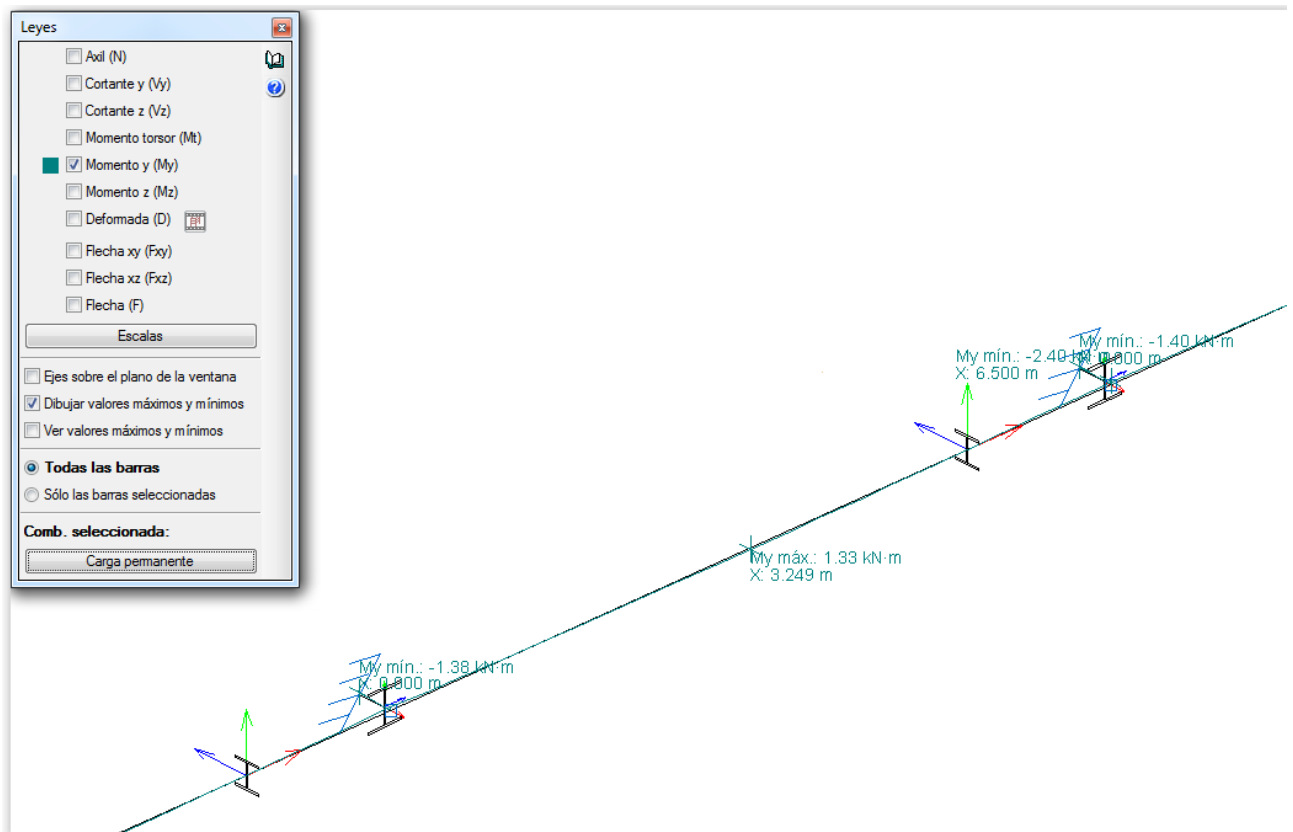 Leyes
Axil (N)
Cortante y (Vy)
Cortante z (Vz)
Momento torsor (Mt)
Momento y (My)
Momento z (Mz)
Deformada (D)
Flecha xy (Fxy)
Flecha xz (Fxz)
Flecha (F)
Escalas
Ejes sobre el plano de la ventana
Dibujar valores máximos y mínimos
Ver valores máximos y mínimos
Todas las barras
Sólo las barras seleccionadas
Comb. seleccionada:
Carga permanente
My mín.: -1.40 kN·m
My mín.: -2.40 kN·m
X: 6.500 m
My máx.: 1.33 kN·m
X: 3.249 m
My mín.: -1.38 kN·m